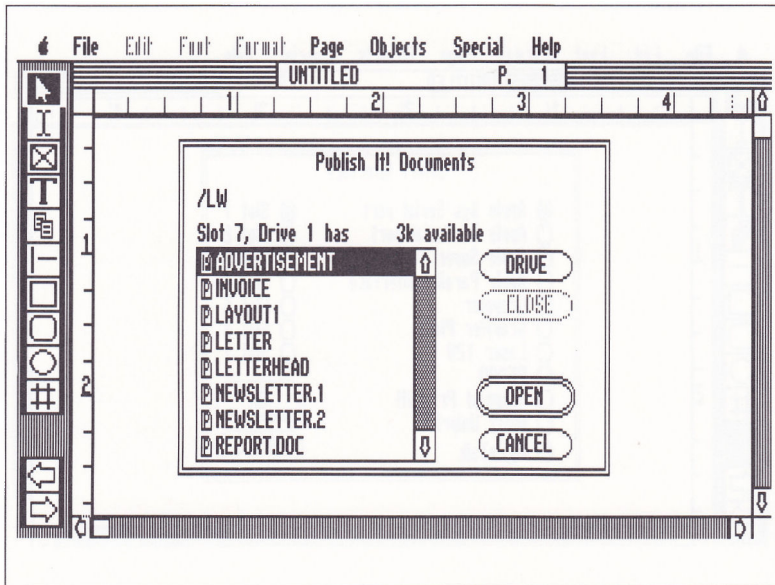 File Edit Font Format Page Objects Special Help
UNTITLED P. 1
1 2 3 4
Publish It! Documents
/LW
Slot 7, Drive 1 has 3k available
ADVERTISEMENT
INVOICE
LAYOUT1
LETTER
LETTERHEAD
NEWSLETTER.1
NEWSLETTER.2
REPORT.DOC
DRIVE
CLOSE
OPEN
CANCEL
T
1
2